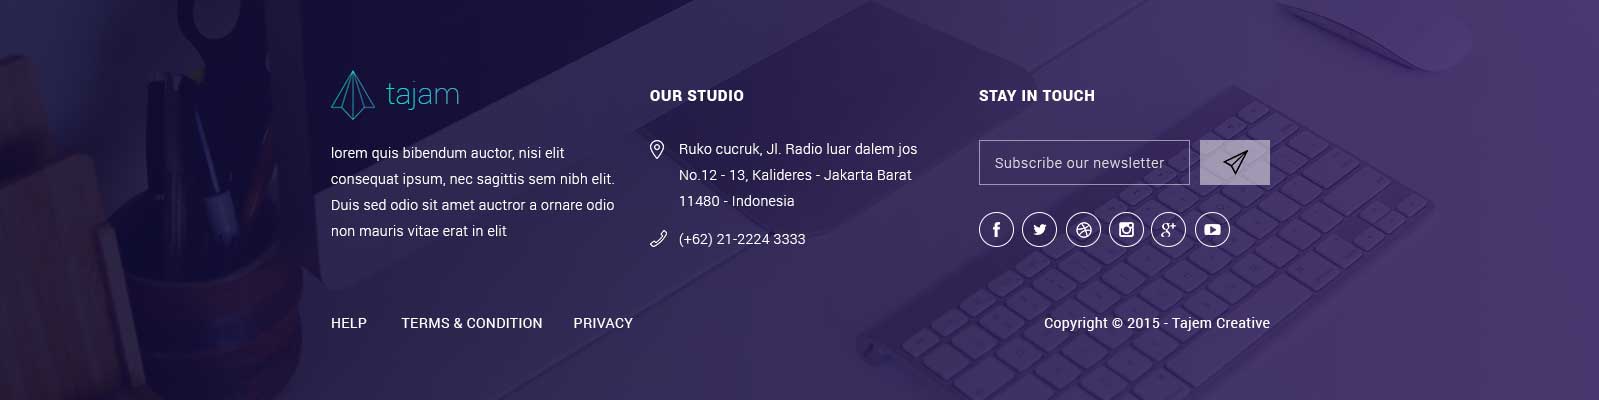 tajam
lorem quis bibendum auctor, nisi elit
consequat ipsum, nec sagittis sem nibh elit.
Duis sed odio sit amet auctror a ornare odio
non mauris vitae erat in elit
OUR STUDIO
Ruko cucruk, Jl. Radio luar dalem jos
No.12 - 13, Kalideres - Jakarta Barat
11480 - Indonesia
(+62) 21-2224 3333
STAY IN TOUCH
Subscribe our newsletter
HELP TERMS & CONDITION PRIVACY
Copyright © 2015 - Tajem Creative